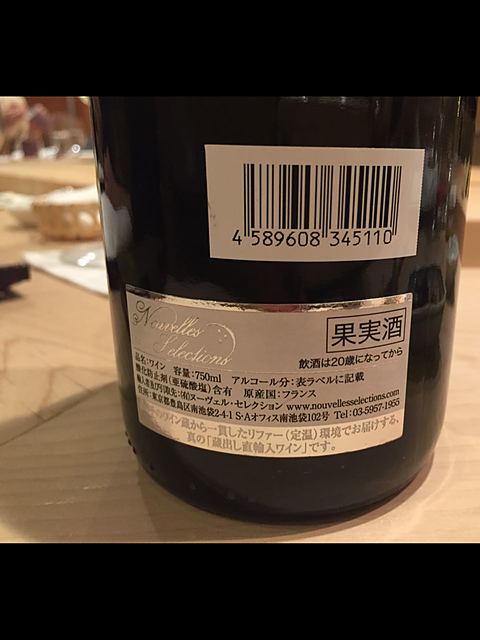 4 589608 345110
Nouvelles
Selections
果実酒
飲酒は20歳になってから
品名:ワイン 容量:750ml アルコール分:表ラベルに記載
酸化防止剤(亜硫酸塩)含有 原産国:フランス
輸入者及び引取先:(有)ヌーヴェル・セレクション www.nouvellesselections.com
住所:東京都豊島区南池袋2-4-1 S・Aオフィス南池袋102号 Tel:03-5957-1955
のワイン蔵から一貫したリファー(定温)環境でお届けする、
真の「蔵出し直輸入ワイン」です。